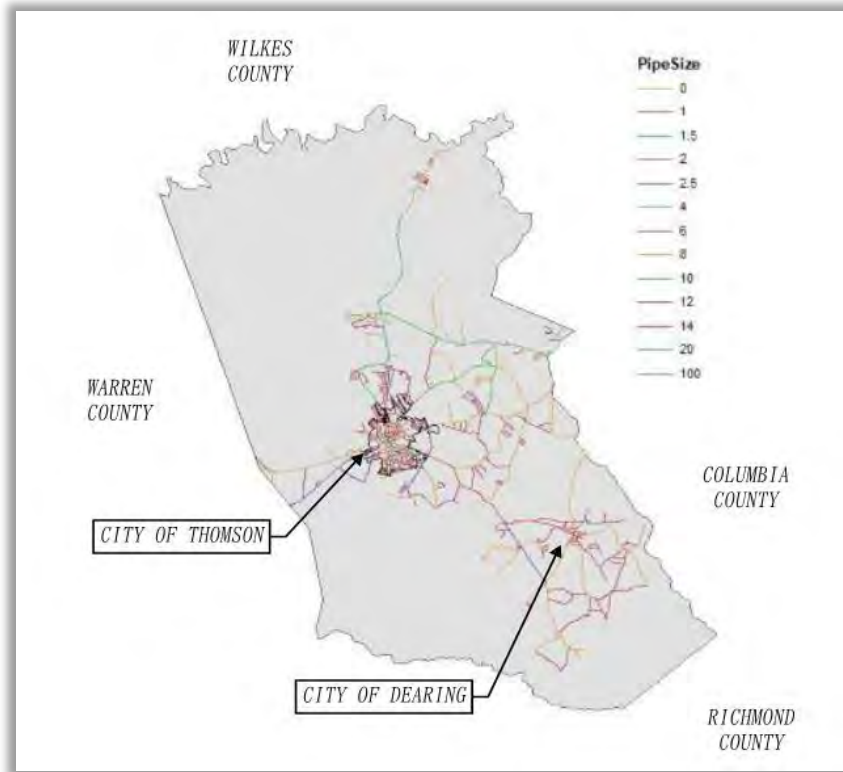 WILKES
COUNTY
PipeSize
0
1
1.5
2
2.5
4
6
8
10
12
14
20
100
WARREN
COUNTY
COLUMBIA
COUNTY
CITY OF THOMSON
CITY OF DEARING
RICHMOND
COUNTY